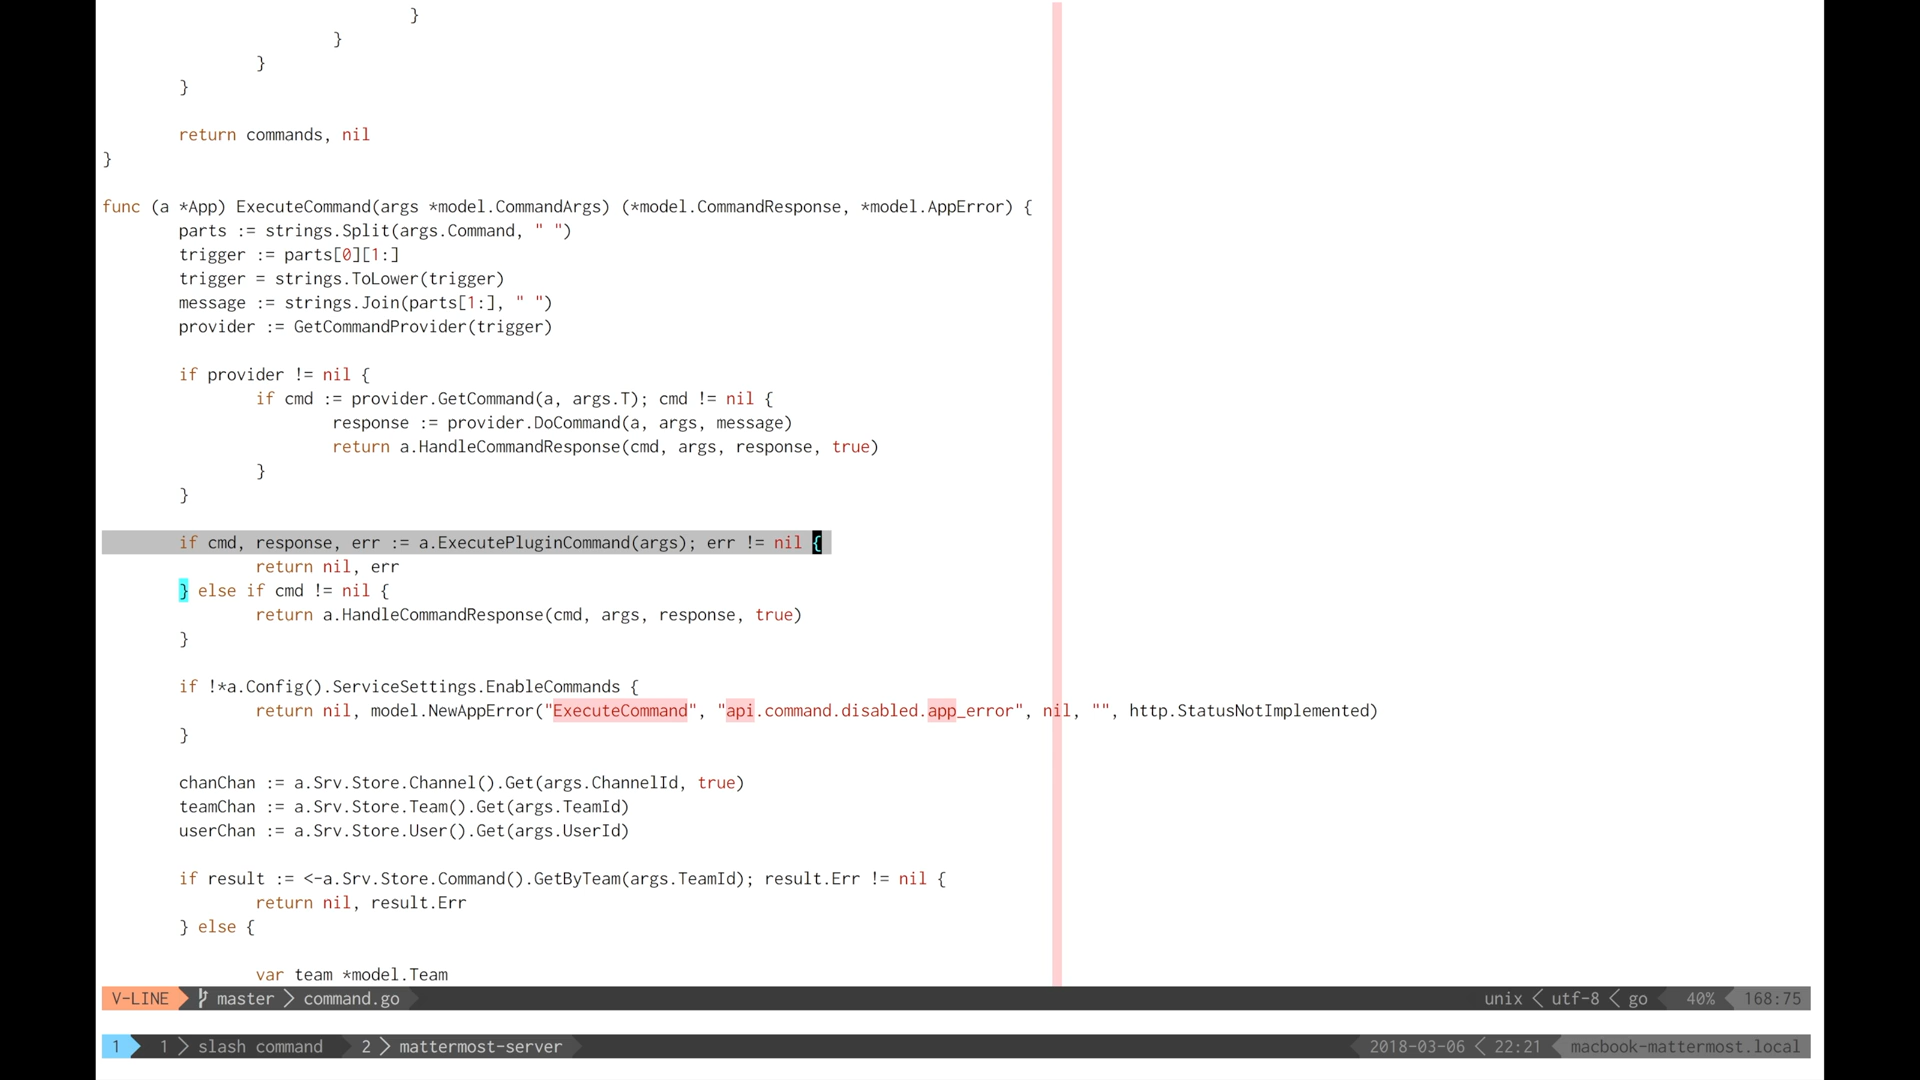 }
}
}
}
return commands, nil
}
func (a *App) ExecuteCommand(args *model.CommandArgs) (*model.CommandResponse, *model.AppError) {
parts := strings.Split(args.Command, " ")
trigger := parts[0][1:]
trigger = strings.ToLower(trigger)
message := strings.Join(parts[1:], " ")
provider := GetCommandProvider(trigger)
if provider != nil {
if cmd := provider.GetCommand(a, args.T); cmd != nil {
response := provider.DoCommand(a, args, message)
return a.HandleCommandResponse(cmd, args, response, true)
}
}
if cmd, response, err := a.ExecutePluginCommand(args); err != nil {
return nil, err
} else if cmd != nil {
return a.HandleCommandResponse(cmd, args, response, true)
}
if !*a.Config().ServiceSettings.EnableCommands {
return nil, model.NewAppError("ExecuteCommand", "api.command.disabled.app_error", nil, "", http.StatusNotImplemented)
}
chanChan := a.Srv.Store.Channel().Get(args.ChannelId, true)
teamChan := a.Srv.Store.Team().Get(args.TeamId)
userChan := a.Srv.Store.User().Get(args.UserId)
if result := <-a.Srv.Store.Command().GetByTeam(args.TeamId); result.Err != nil {
return nil, result.Err
} else {
var team *model.Team
V-LINE master > command.go unix < utf-8 < go 40% 168:75
1 1 > slash command 2 > mattermost-server 2018-03-06 < 22:21 macbook-mattermost.local